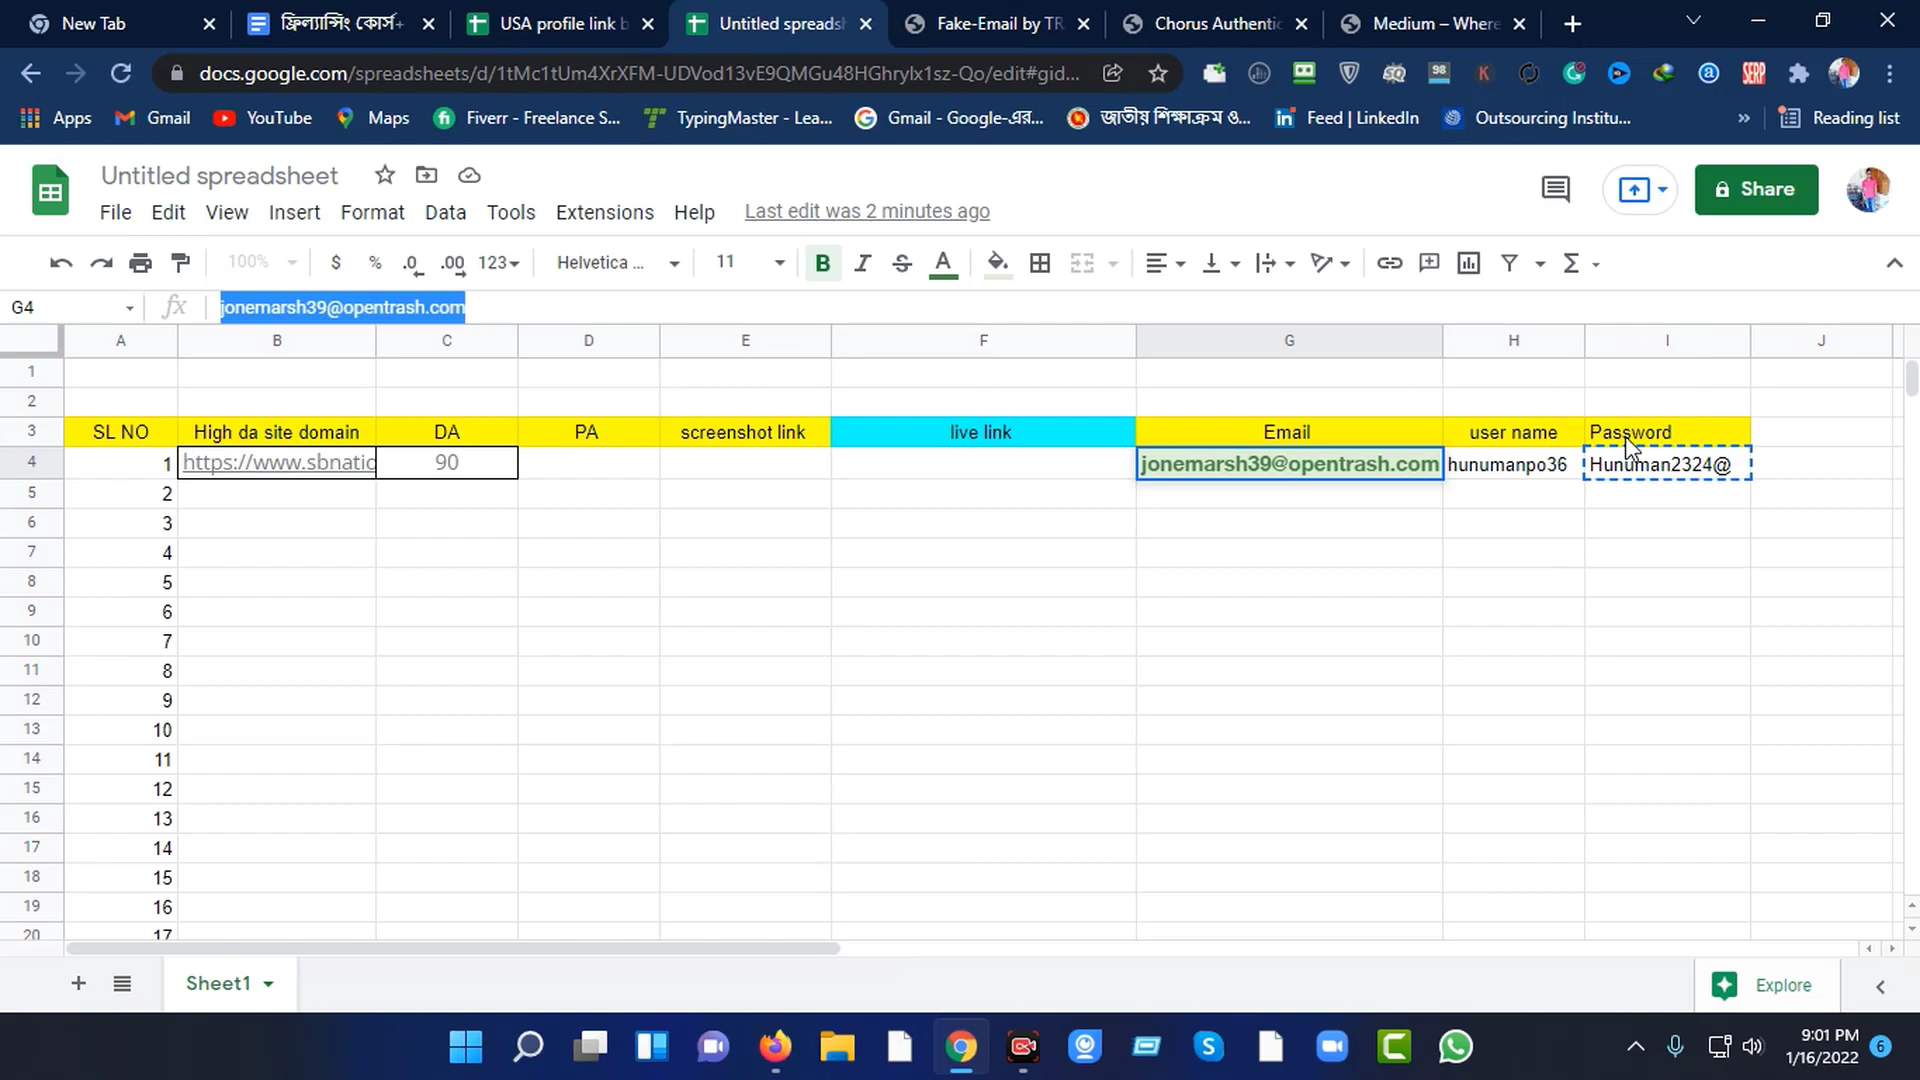 New Tab
ফ্রিল্যান্সিং কোর্স+
USA profile link b
Untitled spreadsh
Fake-Email by TR
Chorus Authentic
Medium – Where
docs.google.com/spreadsheets/d/1tMc1tUm4XrXFM-UDVod13vE9QMGu48HGhrylx1sz-Qo/edit#gid...
98
SERP
Apps
Gmail
YouTube
Maps
Fiverr - Freelance S...
TypingMaster - Lea...
Gmail - Google-এর...
জাতীয় শিক্ষাক্রম ও...
Feed | LinkedIn
Outsourcing Institu...
Reading list
Untitled spreadsheet
File Edit View Insert Format Data Tools Extensions Help Last edit was 2 minutes ago
Share
100% $ % .0 .00 123 Helvetica ... 11 B I S A
G4 fx jonemarsh39@opentrash.com
A B C D E F G H I J
1
2
3 SL NO High da site domain DA PA screenshot link live link Email user name Password
4 1 https://www.sbnatio 90 jonemarsh39@opentrash.com hunumanpo36 Hunuman2324@
5 2
6 3
7 4
8 5
9 6
10 7
11 8
12 9
13 10
14 11
15 12
16 13
17 14
18 15
19 16
20 17
Sheet1
Explore
9:01 PM
1/16/2022
6